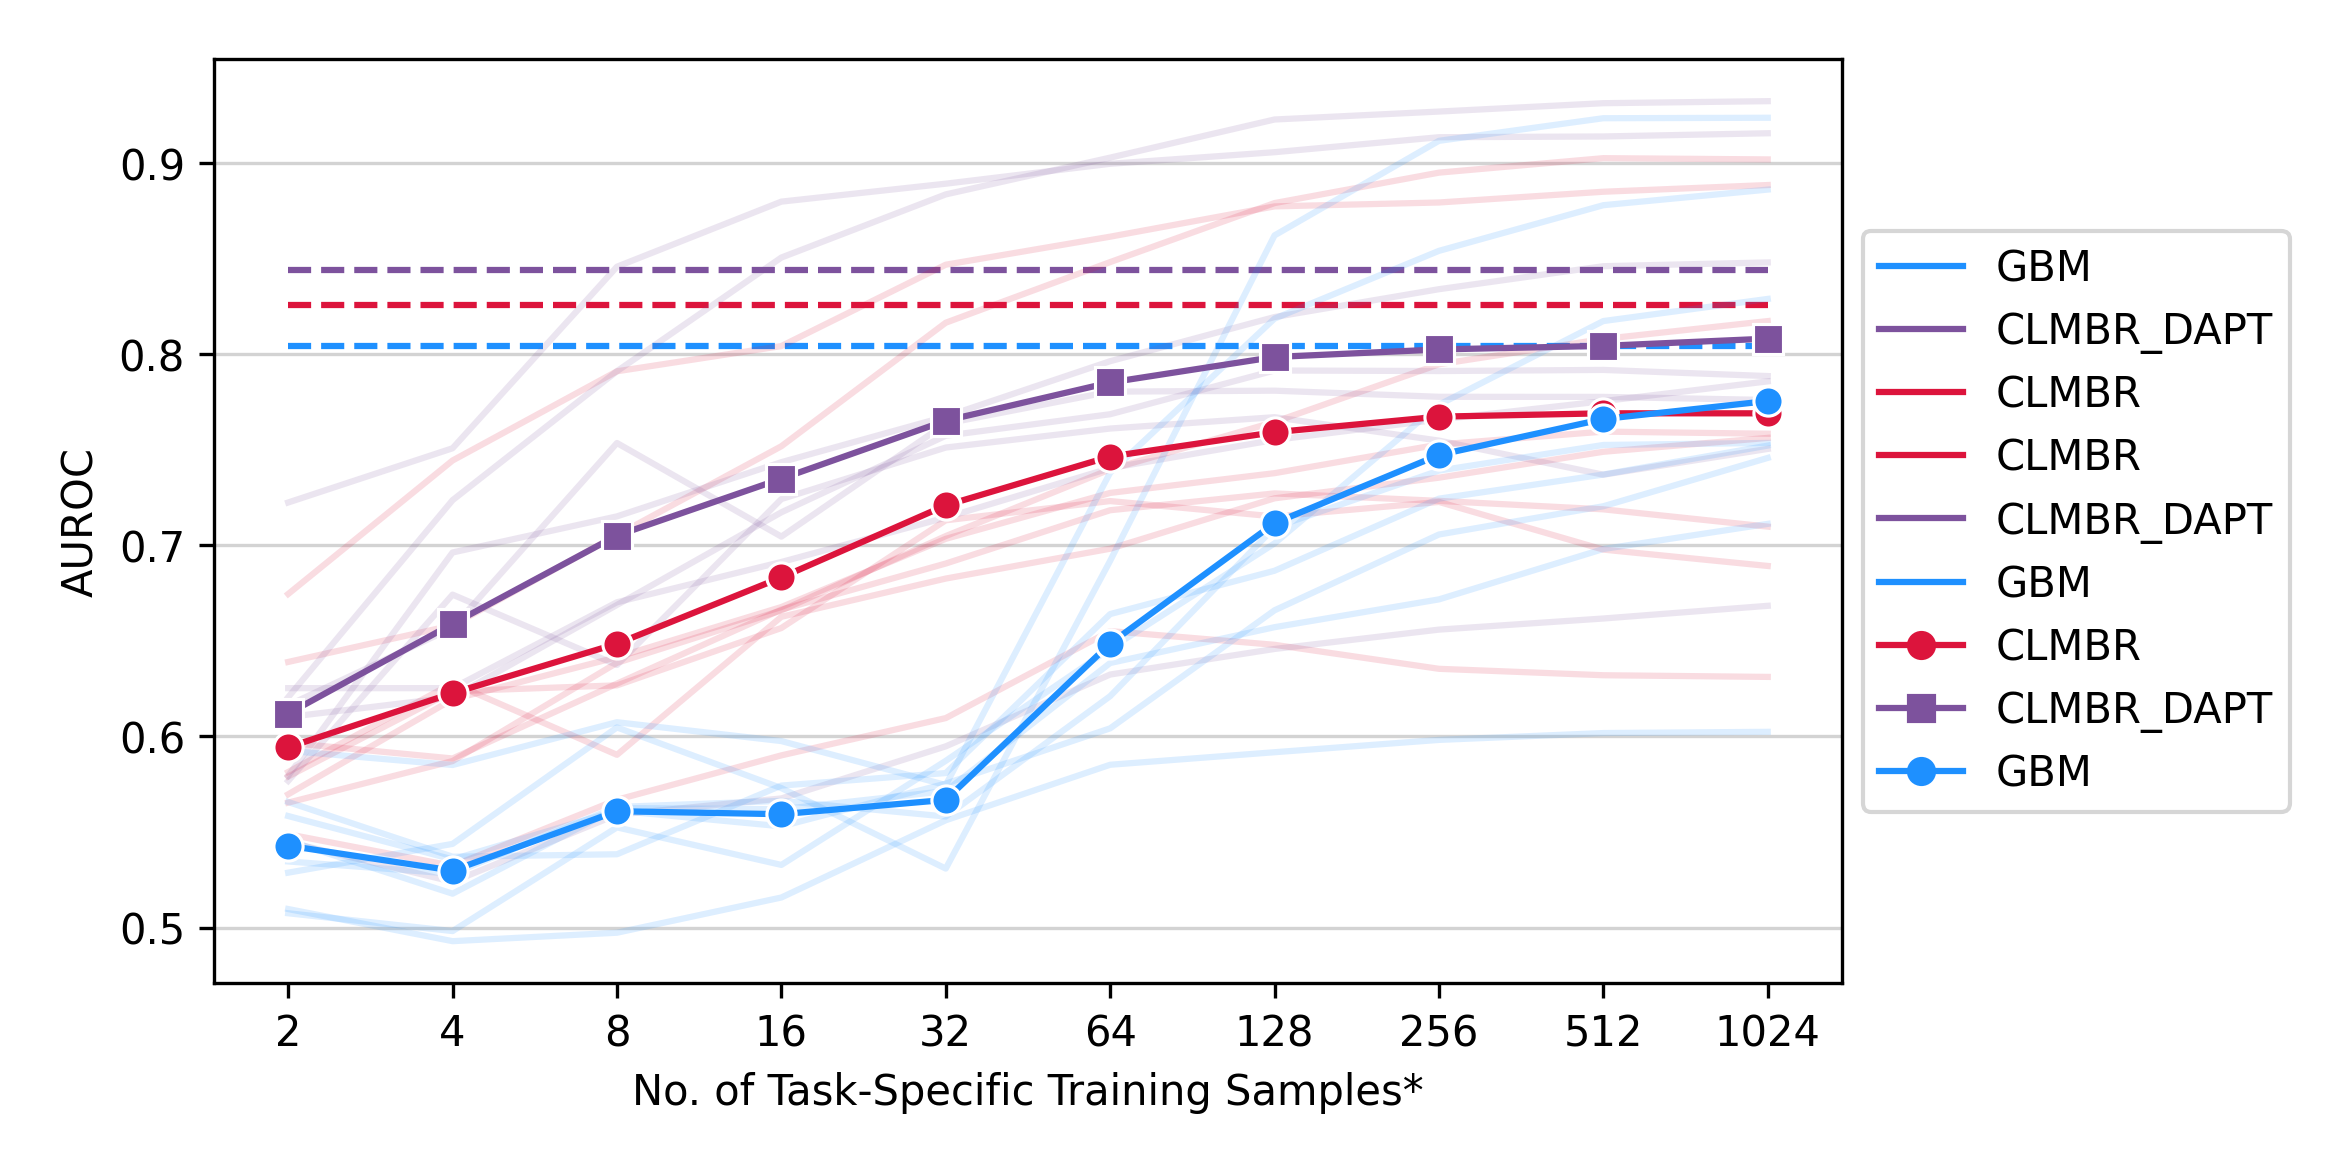 AUROC
0.9
0.8
0.7
0.6
0.5
2 4 8 16 32 64 128 256 512 1024
No. of Task-Specific Training Samples*
GBM
CLMBR_DAPT
CLMBR
CLMBR
CLMBR_DAPT
GBM
CLMBR
CLMBR_DAPT
GBM